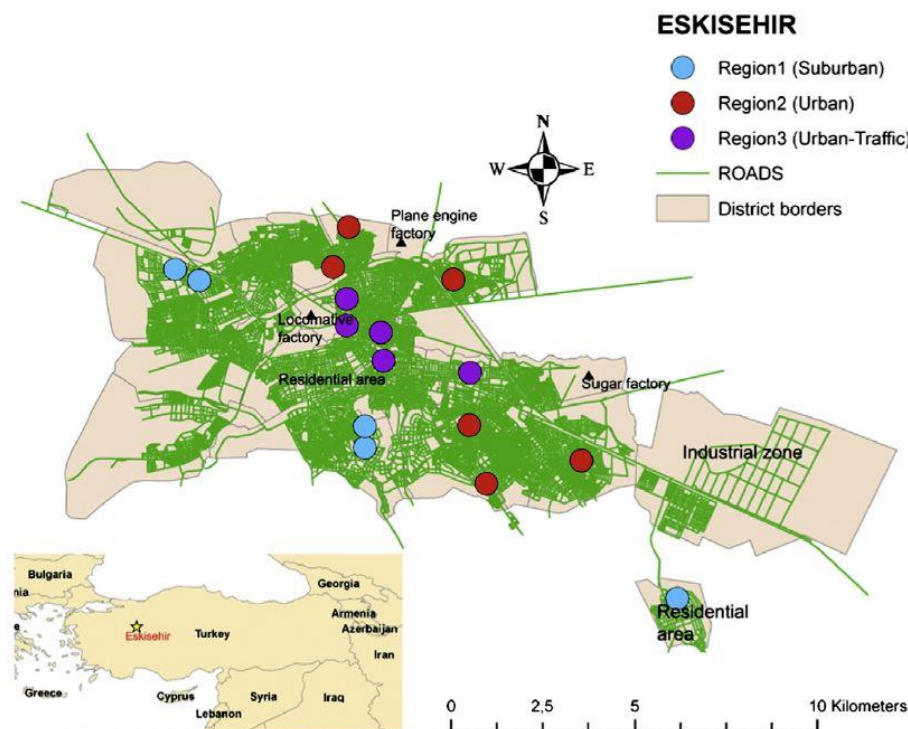 ESKISEHIR
Region1 (Suburban)
Region2 (Urban)
Region3 (Urban-Traffic)
ROADS
District borders
N
W
E
S
Plane engine
factory
Locomative
factory
Residential area
Sugar factory
Industrial zone
Residential
area
Bulgaria
Georgia
Armenia
Azerbaijan
Eskisehir
Turkey
Iran
Greece
Cyprus
Syria
Iraq
Lebanon
0 2,5 5 10 Kilometers